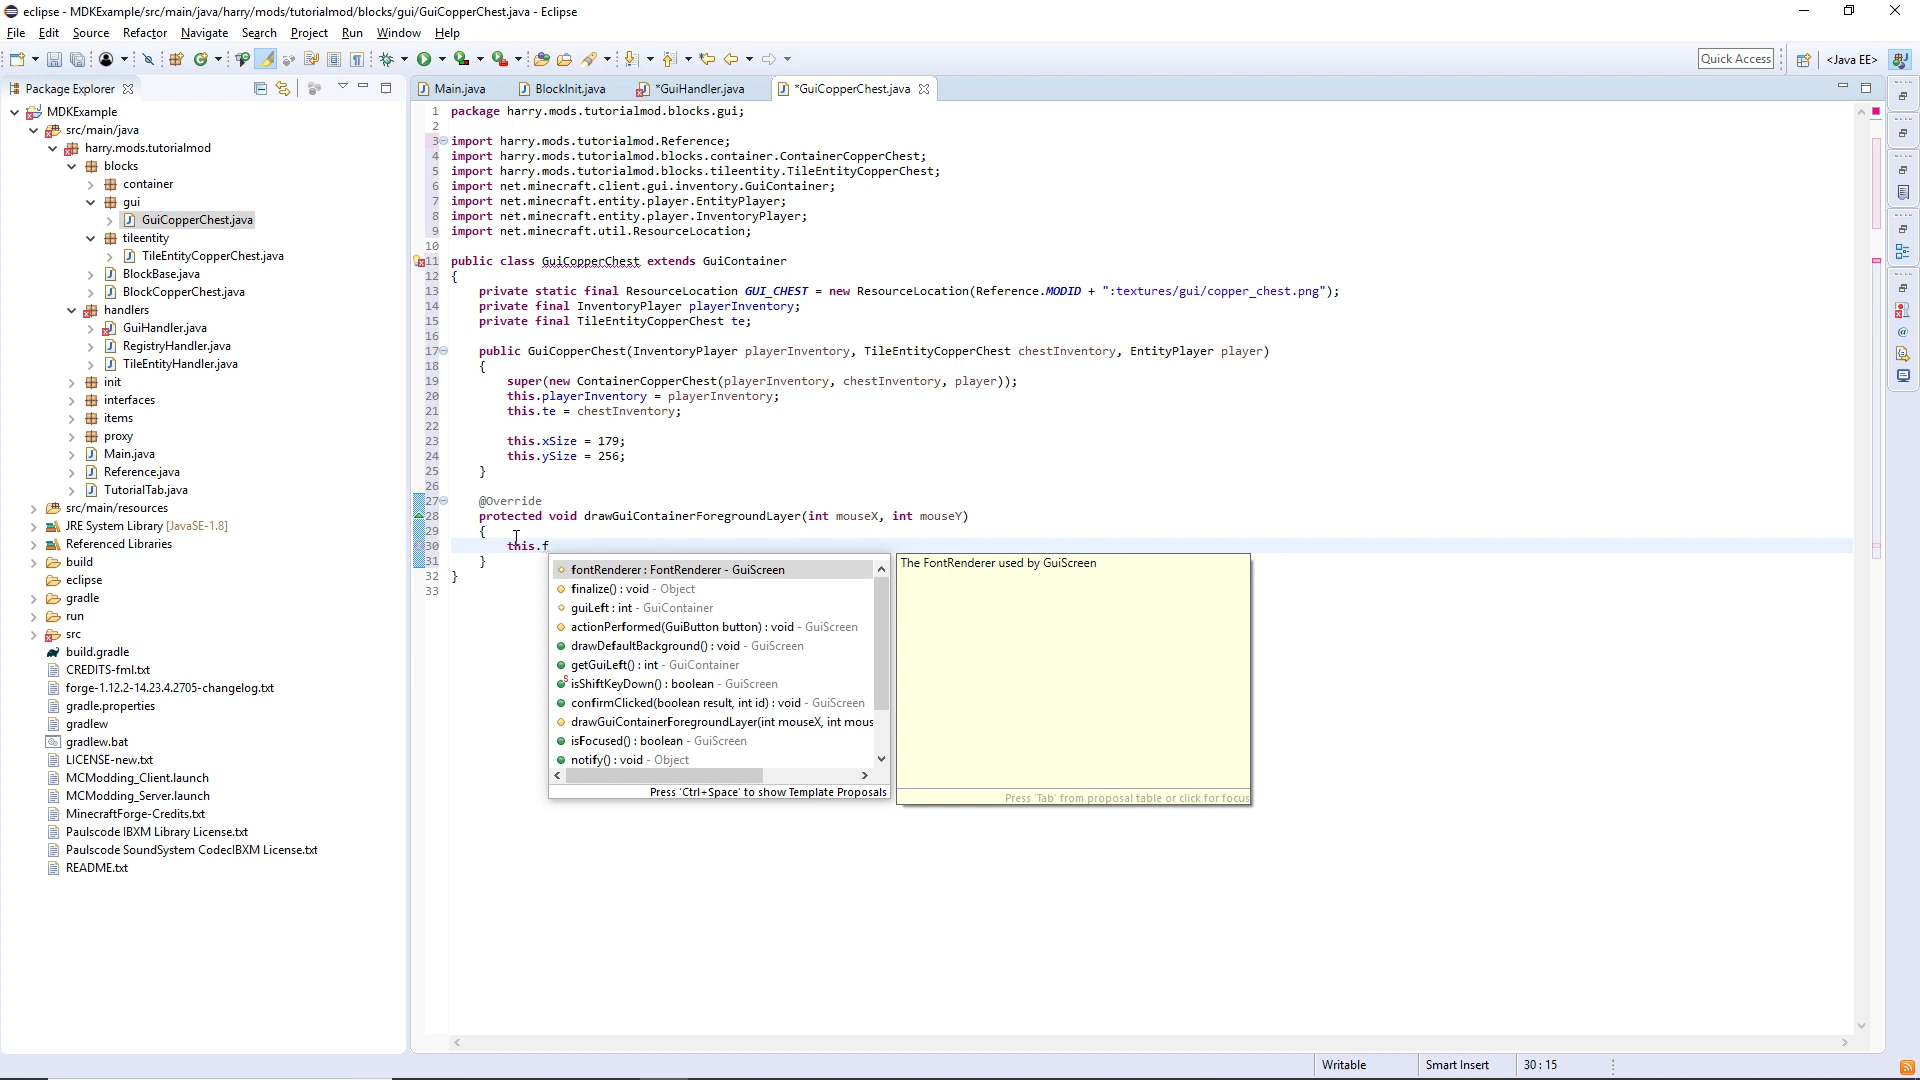 eclipse - MDKExample/src/main/java/harry/mods/tutorialmod/blocks/gui/GuiCopperChest.java - Eclipse
File Edit Source Refactor Navigate Search Project Run Window Help
Quick Access
<Java EE>
Package Explorer
Main.java
BlockInit.java
*GuiHandler.java
*GuiCopperChest.java
MDKExample
src/main/java
harry.mods.tutorialmod
blocks
container
gui
GuiCopperChest.java
tileentity
TileEntityCopperChest.java
BlockBase.java
BlockCopperChest.java
handlers
GuiHandler.java
RegistryHandler.java
TileEntityHandler.java
init
interfaces
items
proxy
Main.java
Reference.java
TutorialTab.java
src/main/resources
JRE System Library [JavaSE-1.8]
Referenced Libraries
build
eclipse
gradle
run
src
build.gradle
CREDITS-fml.txt
forge-1.12.2-14.23.4.2705-changelog.txt
gradle.properties
gradlew
gradlew.bat
LICENSE-new.txt
MCModding_Client.launch
MCModding_Server.launch
MinecraftForge-Credits.txt
Paulscode IBXM Library License.txt
Paulscode SoundSystem CodecIBXM License.txt
README.txt
1 package harry.mods.tutorialmod.blocks.gui;
2
3 import harry.mods.tutorialmod.Reference;
4 import harry.mods.tutorialmod.blocks.container.ContainerCopperChest;
5 import harry.mods.tutorialmod.blocks.tileentity.TileEntityCopperChest;
6 import net.minecraft.client.gui.inventory.GuiContainer;
7 import net.minecraft.entity.player.EntityPlayer;
8 import net.minecraft.entity.player.InventoryPlayer;
9 import net.minecraft.util.ResourceLocation;
10
11 public class GuiCopperChest extends GuiContainer
12 {
13 private static final ResourceLocation GUI_CHEST = new ResourceLocation(Reference.MODID + ":textures/gui/copper_chest.png");
14 private final InventoryPlayer playerInventory;
15 private final TileEntityCopperChest te;
16
17 public GuiCopperChest(InventoryPlayer playerInventory, TileEntityCopperChest chestInventory, EntityPlayer player)
18 {
19 super(new ContainerCopperChest(playerInventory, chestInventory, player));
20 this.playerInventory = playerInventory;
21 this.te = chestInventory;
22
23 this.xSize = 179;
24 this.ySize = 256;
25 }
26
27 @Override
28 protected void drawGuiContainerForegroundLayer(int mouseX, int mouseY)
29 {
30 this.f
31 }
32 }
33
fontRenderer : FontRenderer - GuiScreen
finalize() : void - Object
guiLeft : int - GuiContainer
actionPerformed(GuiButton button) : void - GuiScreen
drawDefaultBackground() : void - GuiScreen
getGuiLeft() : int - GuiContainer
isShiftKeyDown() : boolean - GuiScreen
confirmClicked(boolean result, int id) : void - GuiScreen
drawGuiContainerForegroundLayer(int mouseX, int mous
isFocused() : boolean - GuiScreen
notify() : void - Object
Press 'Ctrl+Space' to show Template Proposals
The FontRenderer used by GuiScreen
Press 'Tab' from proposal table or click for focus
Writable
Smart Insert
30 : 15